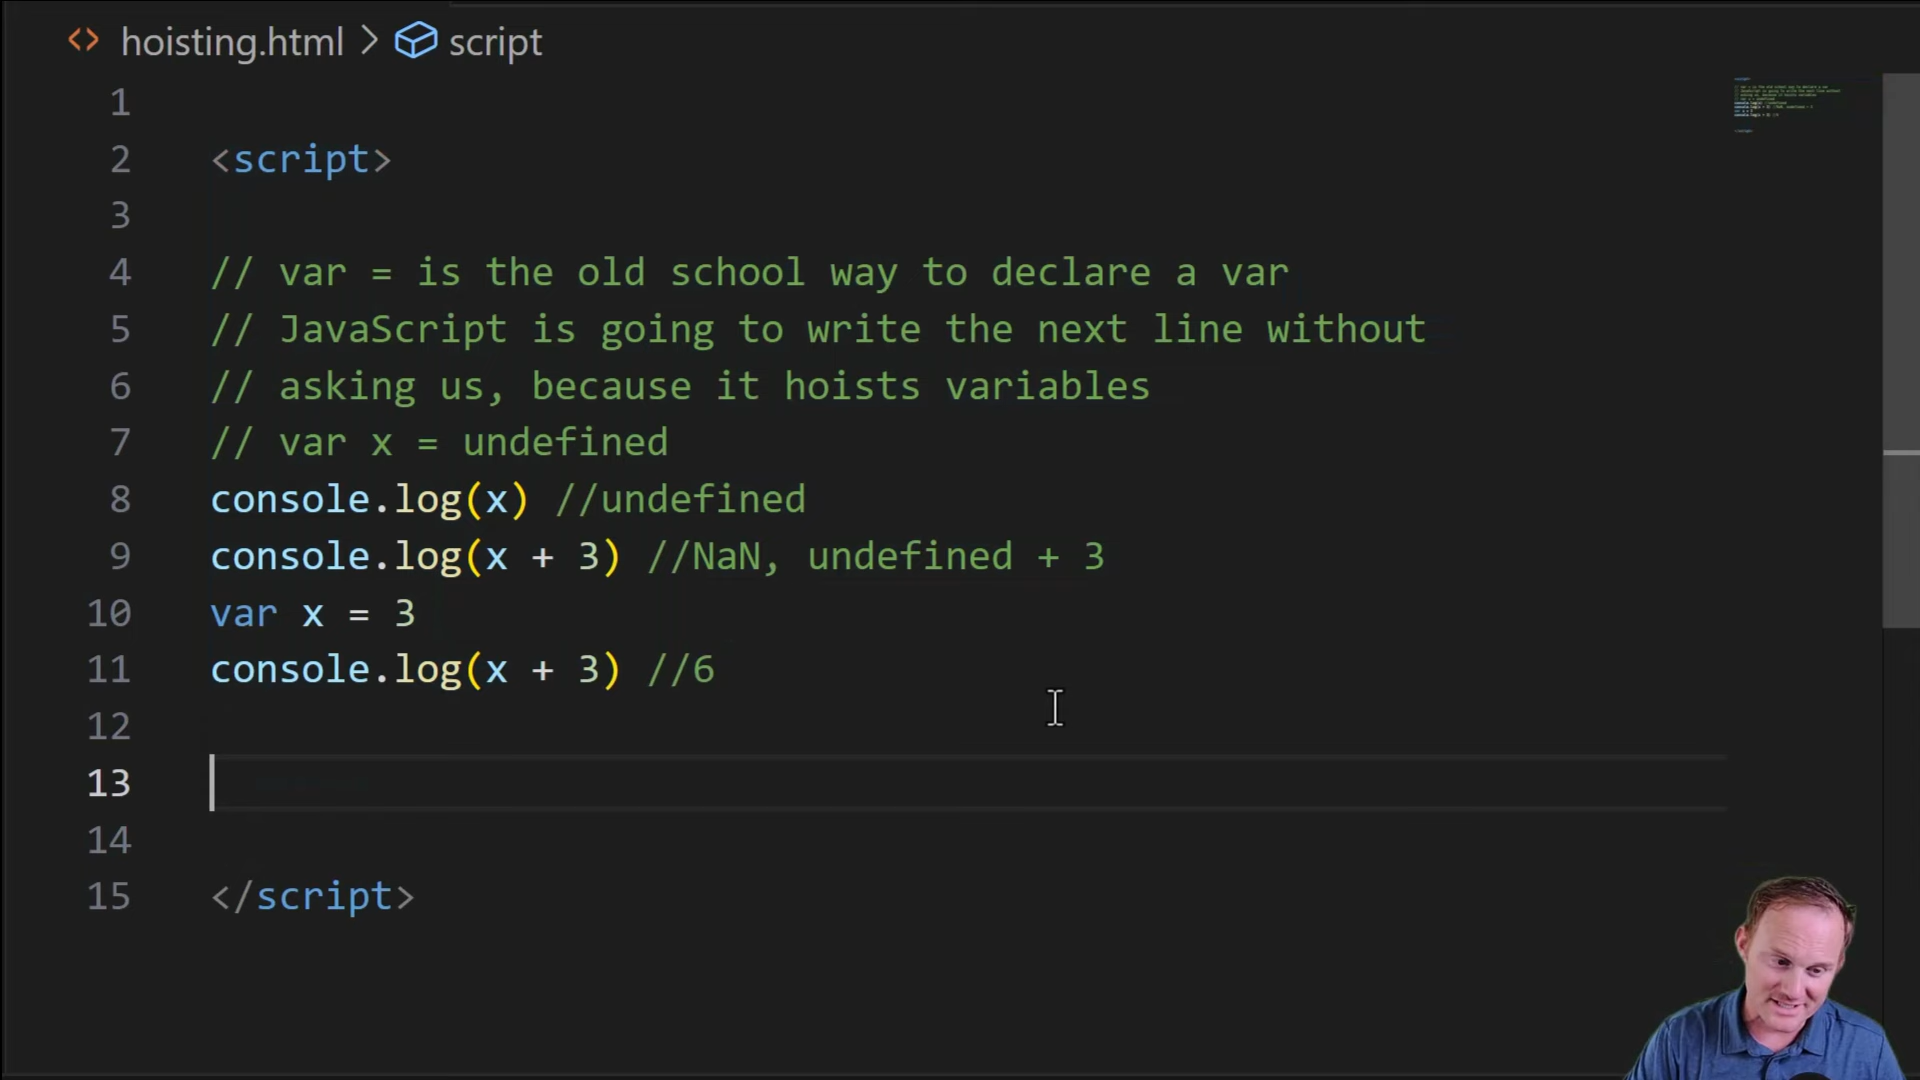 hoisting.html > script
1
2 <script>
3
4 // var = is the old school way to declare a var
5 // JavaScript is going to write the next line without
6 // asking us, because it hoists variables
7 // var x = undefined
8 console.log(x) //undefined
9 console.log(x + 3) //NaN, undefined + 3
10 var x = 3
11 console.log(x + 3) //6
12
13
14
15 </script>